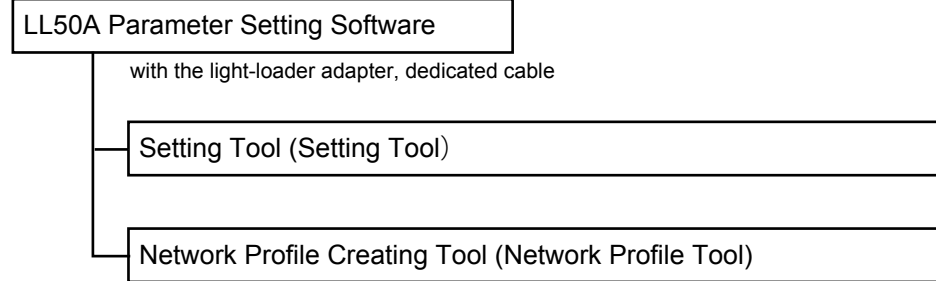 LL50A Parameter Setting Software
with the light-loader adapter, dedicated cable
Setting Tool (Setting Tool）
Network Profile Creating Tool (Network Profile Tool)